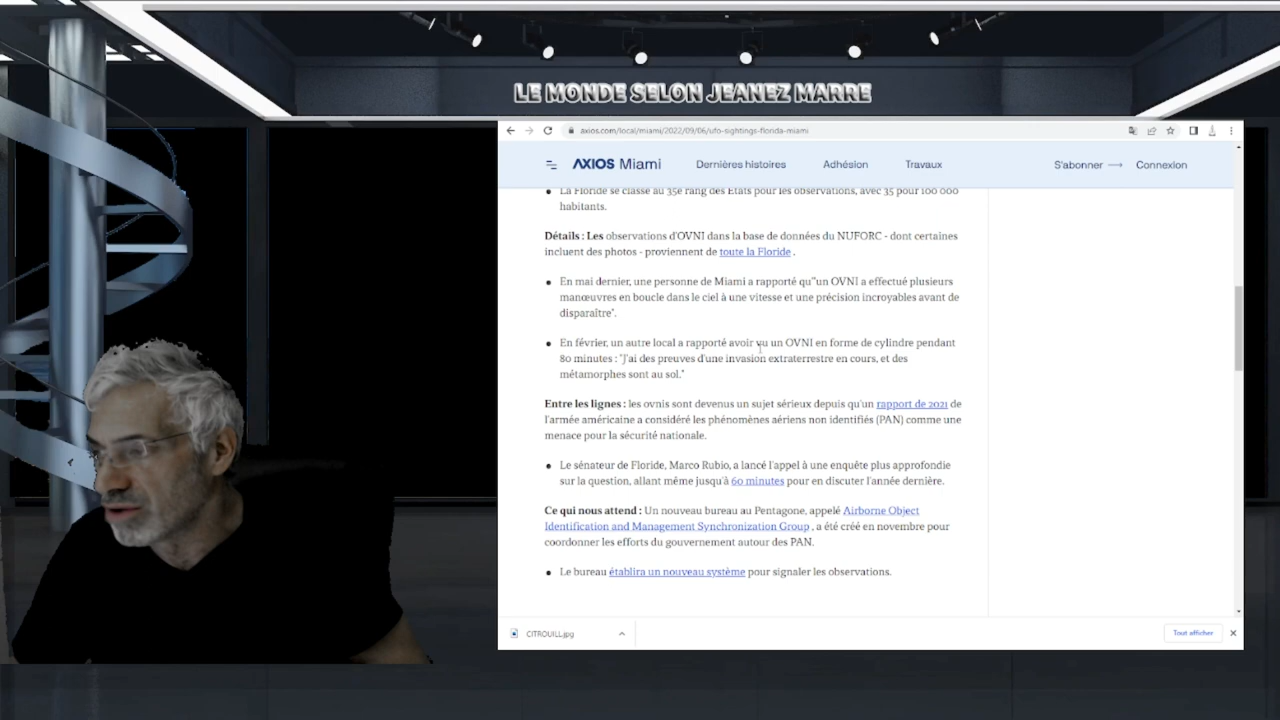 LE MONDE SELON JEANEZ MARRE
axios.com/local/miami/2022/09/06/ufo-sightings-florida-miami
AXIOS Miami Dernières histoires Adhésion Travaux S'abonner → Connexion
La Floride se classe au 35e rang des États pour les observations, avec 35 pour 100 000
habitants.
Détails : Les observations d'OVNI dans la base de données du NUFORC - dont certaines
incluent des photos - proviennent de toute la Floride .
En mai dernier, une personne de Miami a rapporté qu'"un OVNI a effectué plusieurs
manœuvres en boucle dans le ciel à une vitesse et une précision incroyables avant de
disparaître".
En février, un autre local a rapporté avoir vu un OVNI en forme de cylindre pendant
80 minutes : "J'ai des preuves d'une invasion extraterrestre en cours, et des
métamorphes sont au sol."
Entre les lignes : les ovnis sont devenus un sujet sérieux depuis qu'un rapport de 2021 de
l'armée américaine a considéré les phénomènes aériens non identifiés (PAN) comme une
menace pour la sécurité nationale.
Le sénateur de Floride, Marco Rubio, a lancé l'appel à une enquête plus approfondie
sur la question, allant même jusqu'à 60 minutes pour en discuter l'année dernière.
Ce qui nous attend : Un nouveau bureau au Pentagone, appelé Airborne Object
Identification and Management Synchronization Group , a été créé en novembre pour
coordonner les efforts du gouvernement autour des PAN.
Le bureau établira un nouveau système pour signaler les observations.
CITROUILL.jpg
Tout afficher